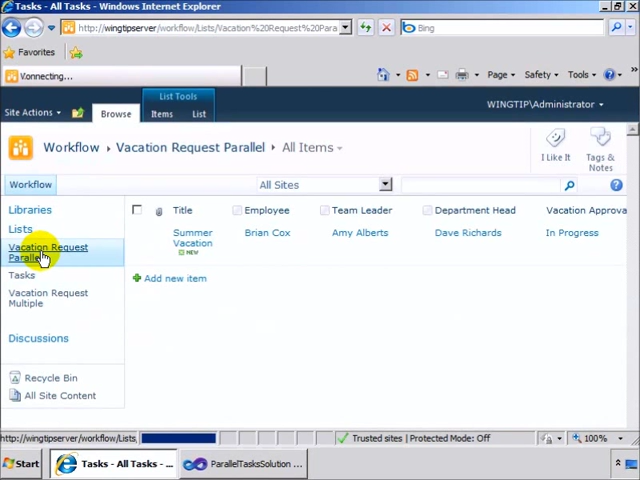 Tasks - All Tasks - Windows Internet Explorer
http://wingtipserver/workflow/Lists/Vacation%20Request%20Para
Bing
Favorites
Connecting...
Page
Safety
Tools
Site Actions
Browse
List Tools
Items
List
WINGTIP\Administrator
Workflow
Vacation Request Parallel
All Items
I Like It
Tags &
Notes
Workflow
All Sites
Libraries
Lists
Vacation Request
Parallel
Tasks
Vacation Request
Multiple
Discussions
Recycle Bin
All Site Content
Title
Employee
Team Leader
Department Head
Vacation Approva
Summer
Vacation
NEW
Brian Cox
Amy Alberts
Dave Richards
In Progress
Add new item
http://wingtipserver/workflow/Lists,
Trusted sites | Protected Mode: Off
100%
Start
Tasks - All Tasks - ...
ParallelTasksSolution ...